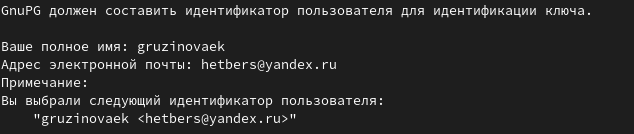 GnuPG должен составить идентификатор пользователя для идентификации ключа.
Ваше полное имя: gruzinovaek
Адрес электронной почты: hetbers@yandex.ru
Примечание:
Вы выбрали следующий идентификатор пользователя:
"gruzinovaek <hetbers@yandex.ru>"